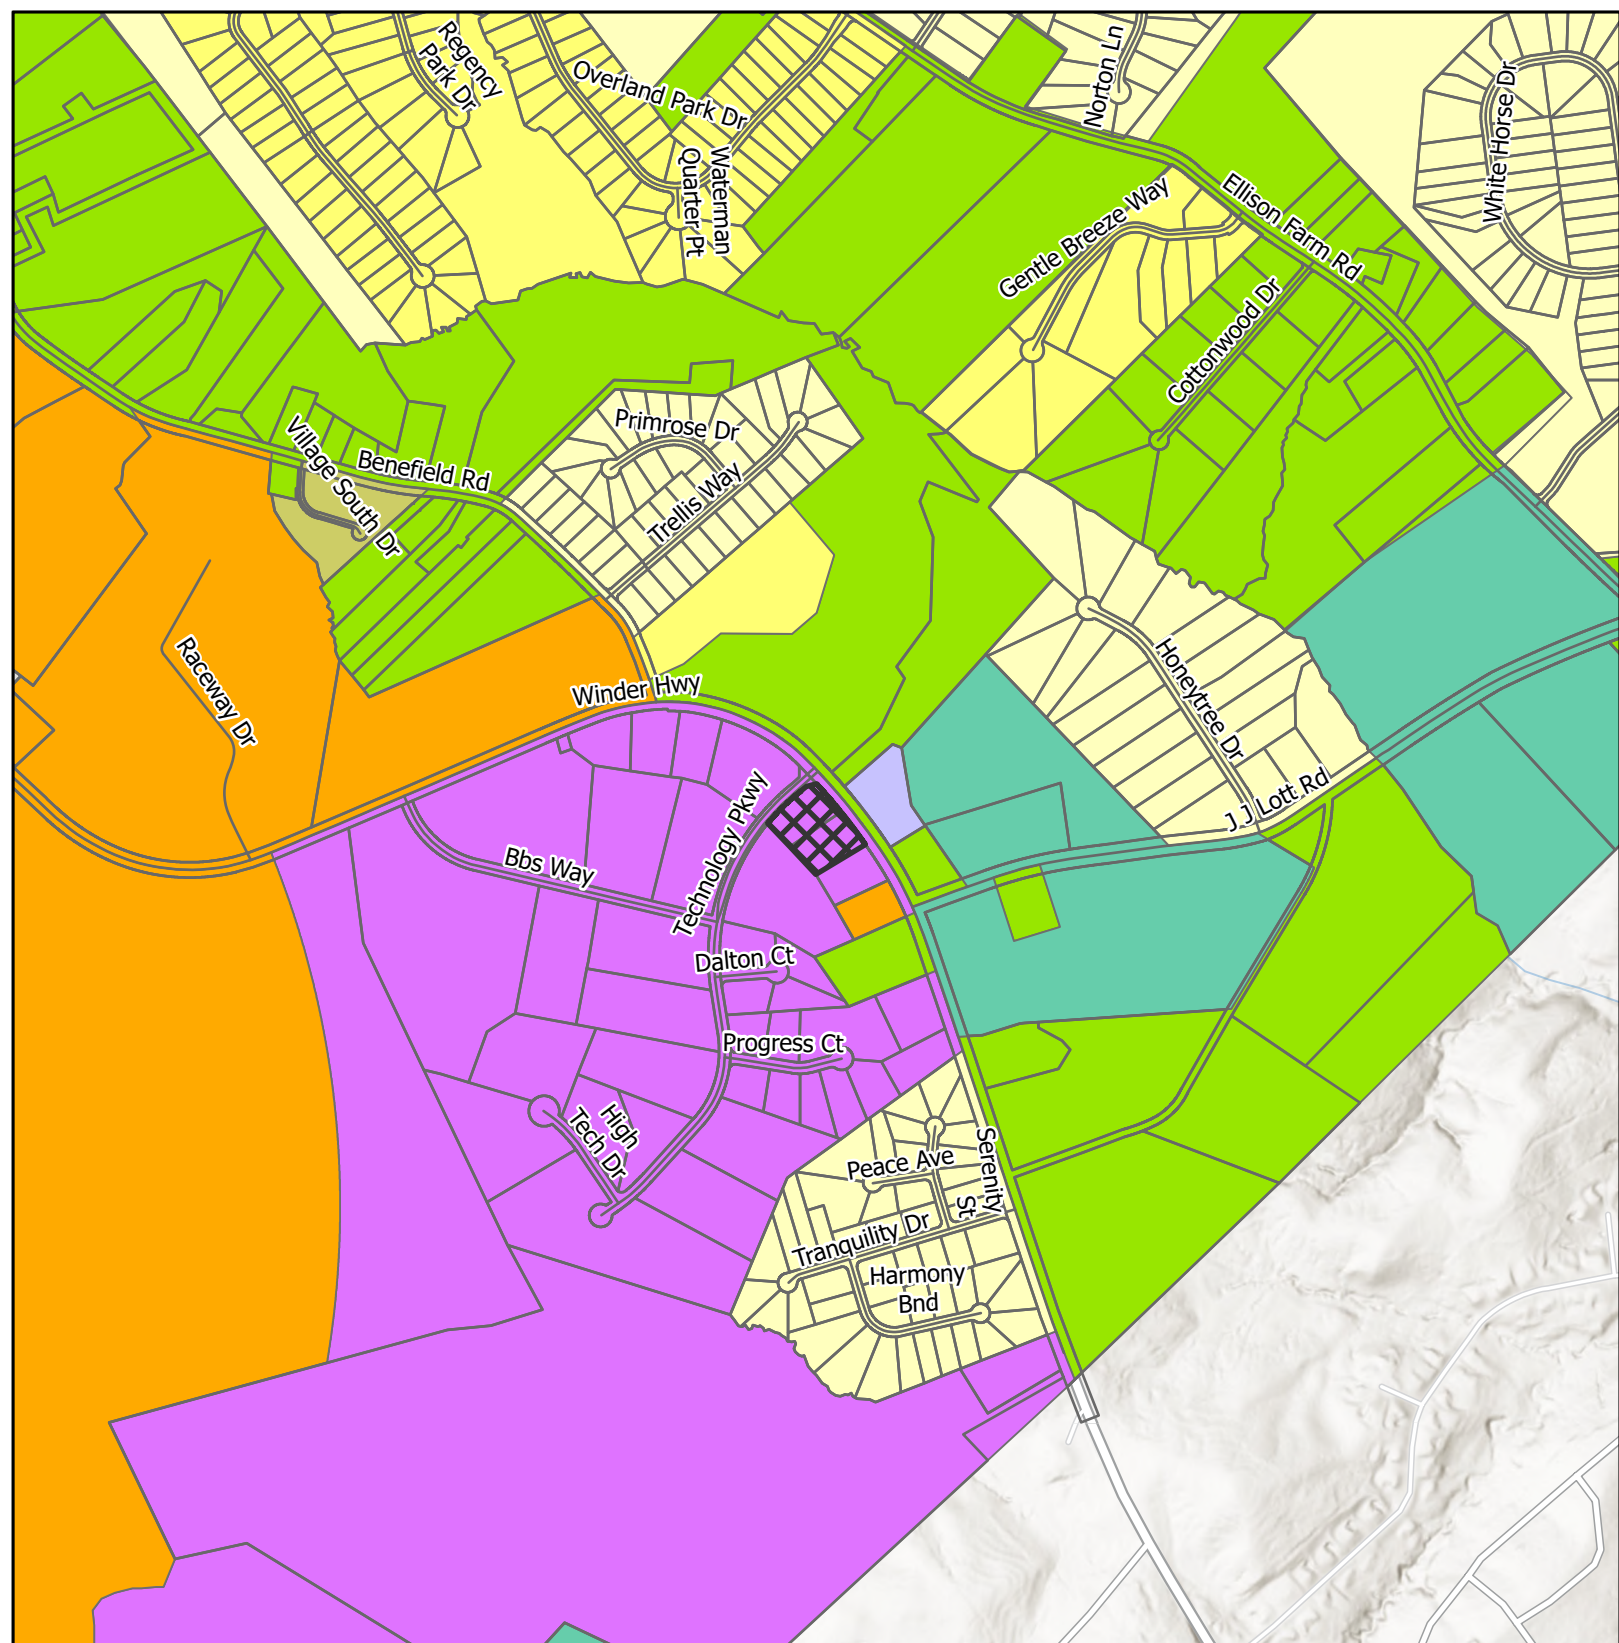 Regency
Park Dr
Overland Park Dr
Waterman
Quarter Pt
Norton Ln
White Horse Dr
Ellison Farm Rd
Gentle Breeze Way
Cottonwood Dr
Primrose Dr
Trellis Way
Village South Dr
Benefield Rd
Raceway Dr
Winder Hwy
Honeytree Dr
J J Lott Rd
Technology Pkwy
Bbs Way
Dalton Ct
Progress Ct
High
Tech Dr
Peace Ave
Serenity
St
Tranquility Dr
Harmony
Bnd